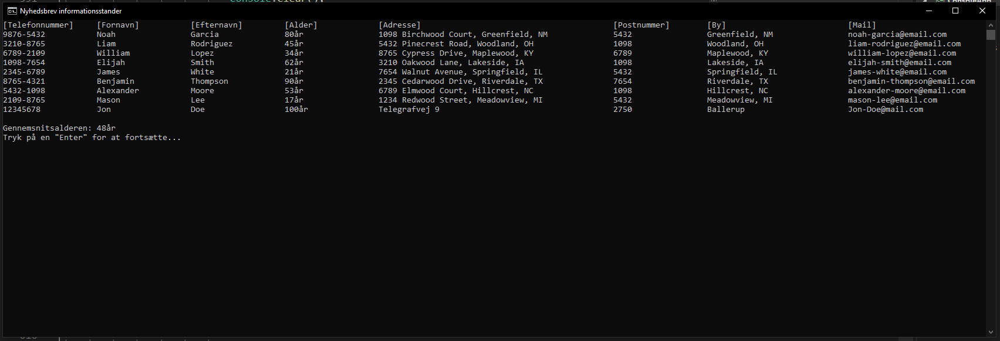 Console.Clear();
Nyhedsbrev informationsstander
[Telefonnummer] [Fornavn] [Efternavn] [Alder] [Adresse] [Postnummer] [By] [Mail]
9876-5432 Noah Garcia 80år 1098 Birchwood Court, Greenfield, NM 5432 Greenfield, NM noah-garcia@email.com
3210-8765 Liam Rodriguez 45år 5432 Pinecrest Road, Woodland, OH 1098 Woodland, OH liam-rodriguez@email.com
6789-2109 William Lopez 34år 8765 Cypress Drive, Maplewood, KY 6789 Maplewood, KY william-lopez@email.com
1098-7654 Elijah Smith 62år 3210 Oakwood Lane, Lakeside, IA 1098 Lakeside, IA elijah-smith@email.com
2345-6789 James White 21år 7654 Walnut Avenue, Springfield, IL 5432 Springfield, IL james-white@email.com
8765-4321 Benjamin Thompson 90år 2345 Cedarwood Drive, Riverdale, TX 7654 Riverdale, TX benjamin-thompson@email.com
5432-1098 Alexander Moore 53år 6789 Elmwood Court, Hillcrest, NC 1098 Hillcrest, NC alexander-moore@email.com
2109-8765 Mason Lee 17år 1234 Redwood Street, Meadowview, MI 5432 Meadowview, MI mason-lee@email.com
12345678 Jon Doe 100år Telegrafvej 9 2750 Ballerup Jon-Doe@mail.com
Gennemsnitsalderen: 48år
Tryk på en "Enter" for at fortsætte...